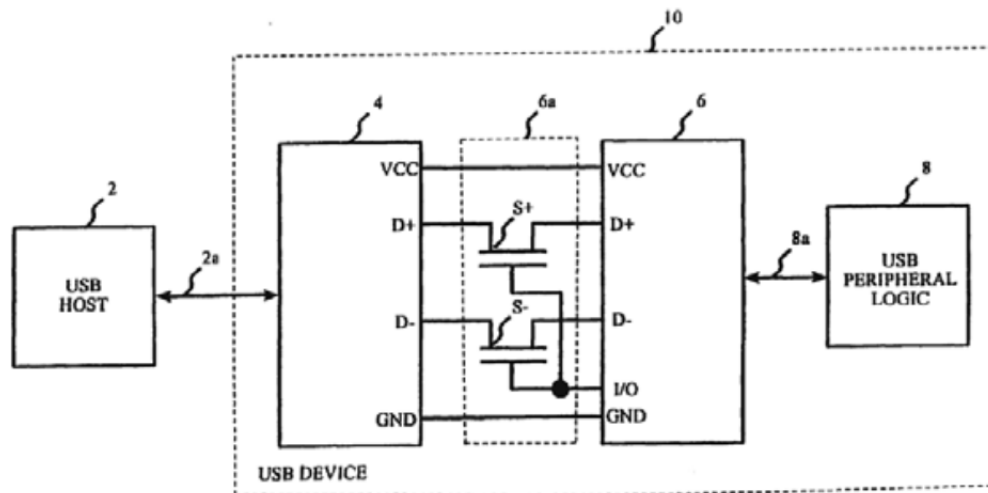 10
4
6a
6
VCC
VCC
2
8
D+
S+
D+
USB
HOST
2a
8a
USB
PERIPHERAL
LOGIC
D-
S-
D-
I/O
GND
GND
USB DEVICE